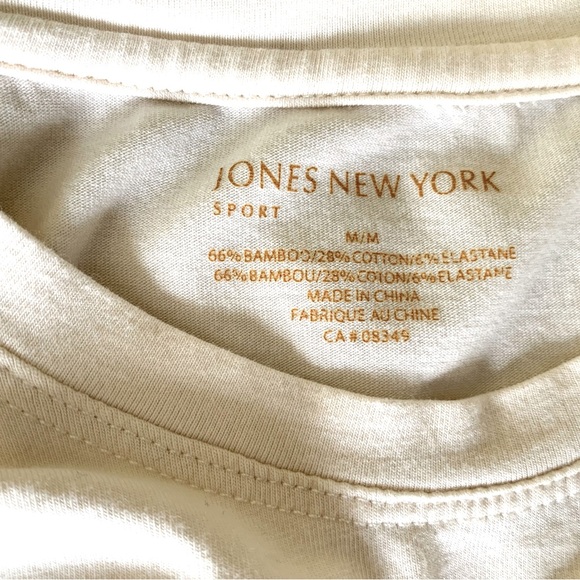 JONES NEW YORK
SPORT
M/M
66% BAMBOO/28% COTTON/6% ELASTANE
66% BAMBOU/28% COTON/6% ELASTANE
MADE IN CHINA
FABRIQUE AU CHINE
CA # 08349